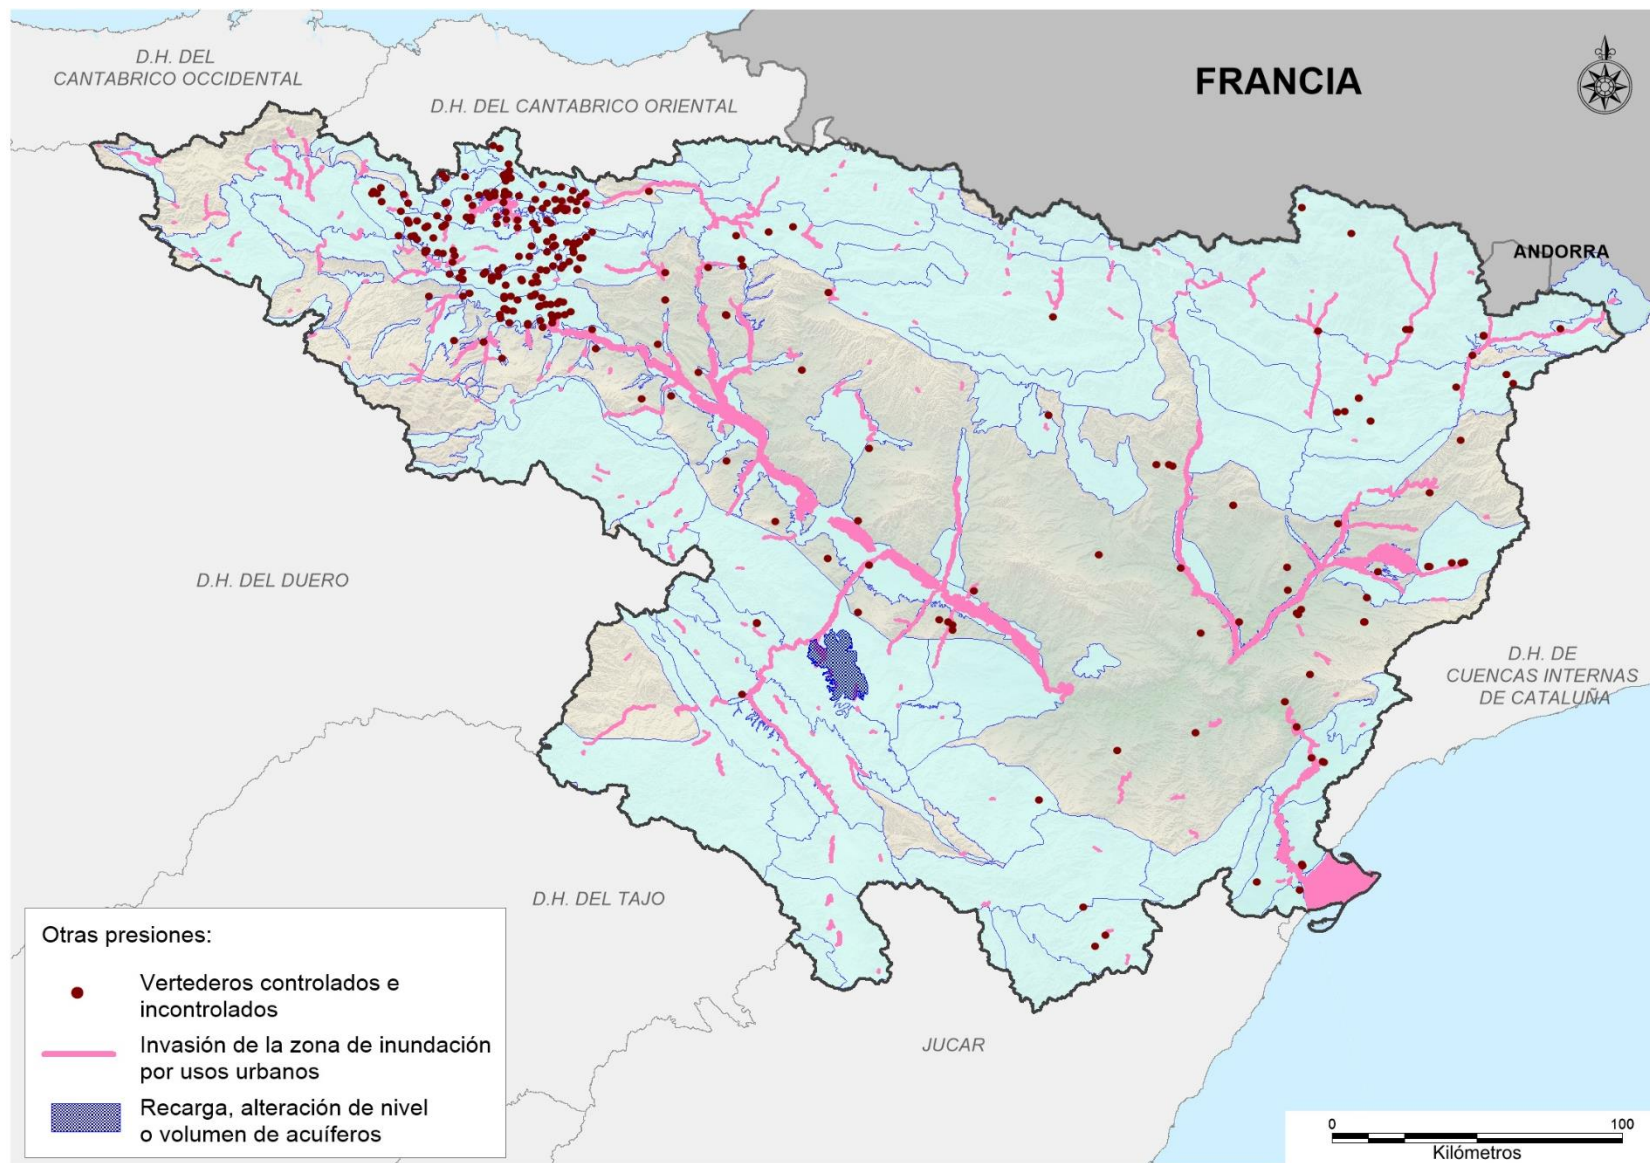 D.H. DEL
CANTABRICO OCCIDENTAL
D.H. DEL CANTABRICO ORIENTAL
FRANCIA
ANDORRA
D.H. DEL DUERO
D.H. DE
CUENCAS INTERNAS
DE CATALUÑA
D.H. DEL TAJO
JUCAR
Otras presiones:
Vertederos controlados e
incontrolados
Invasión de la zona de inundación
por usos urbanos
Recarga, alteración de nivel
o volumen de acuíferos
0 100
Kilómetros